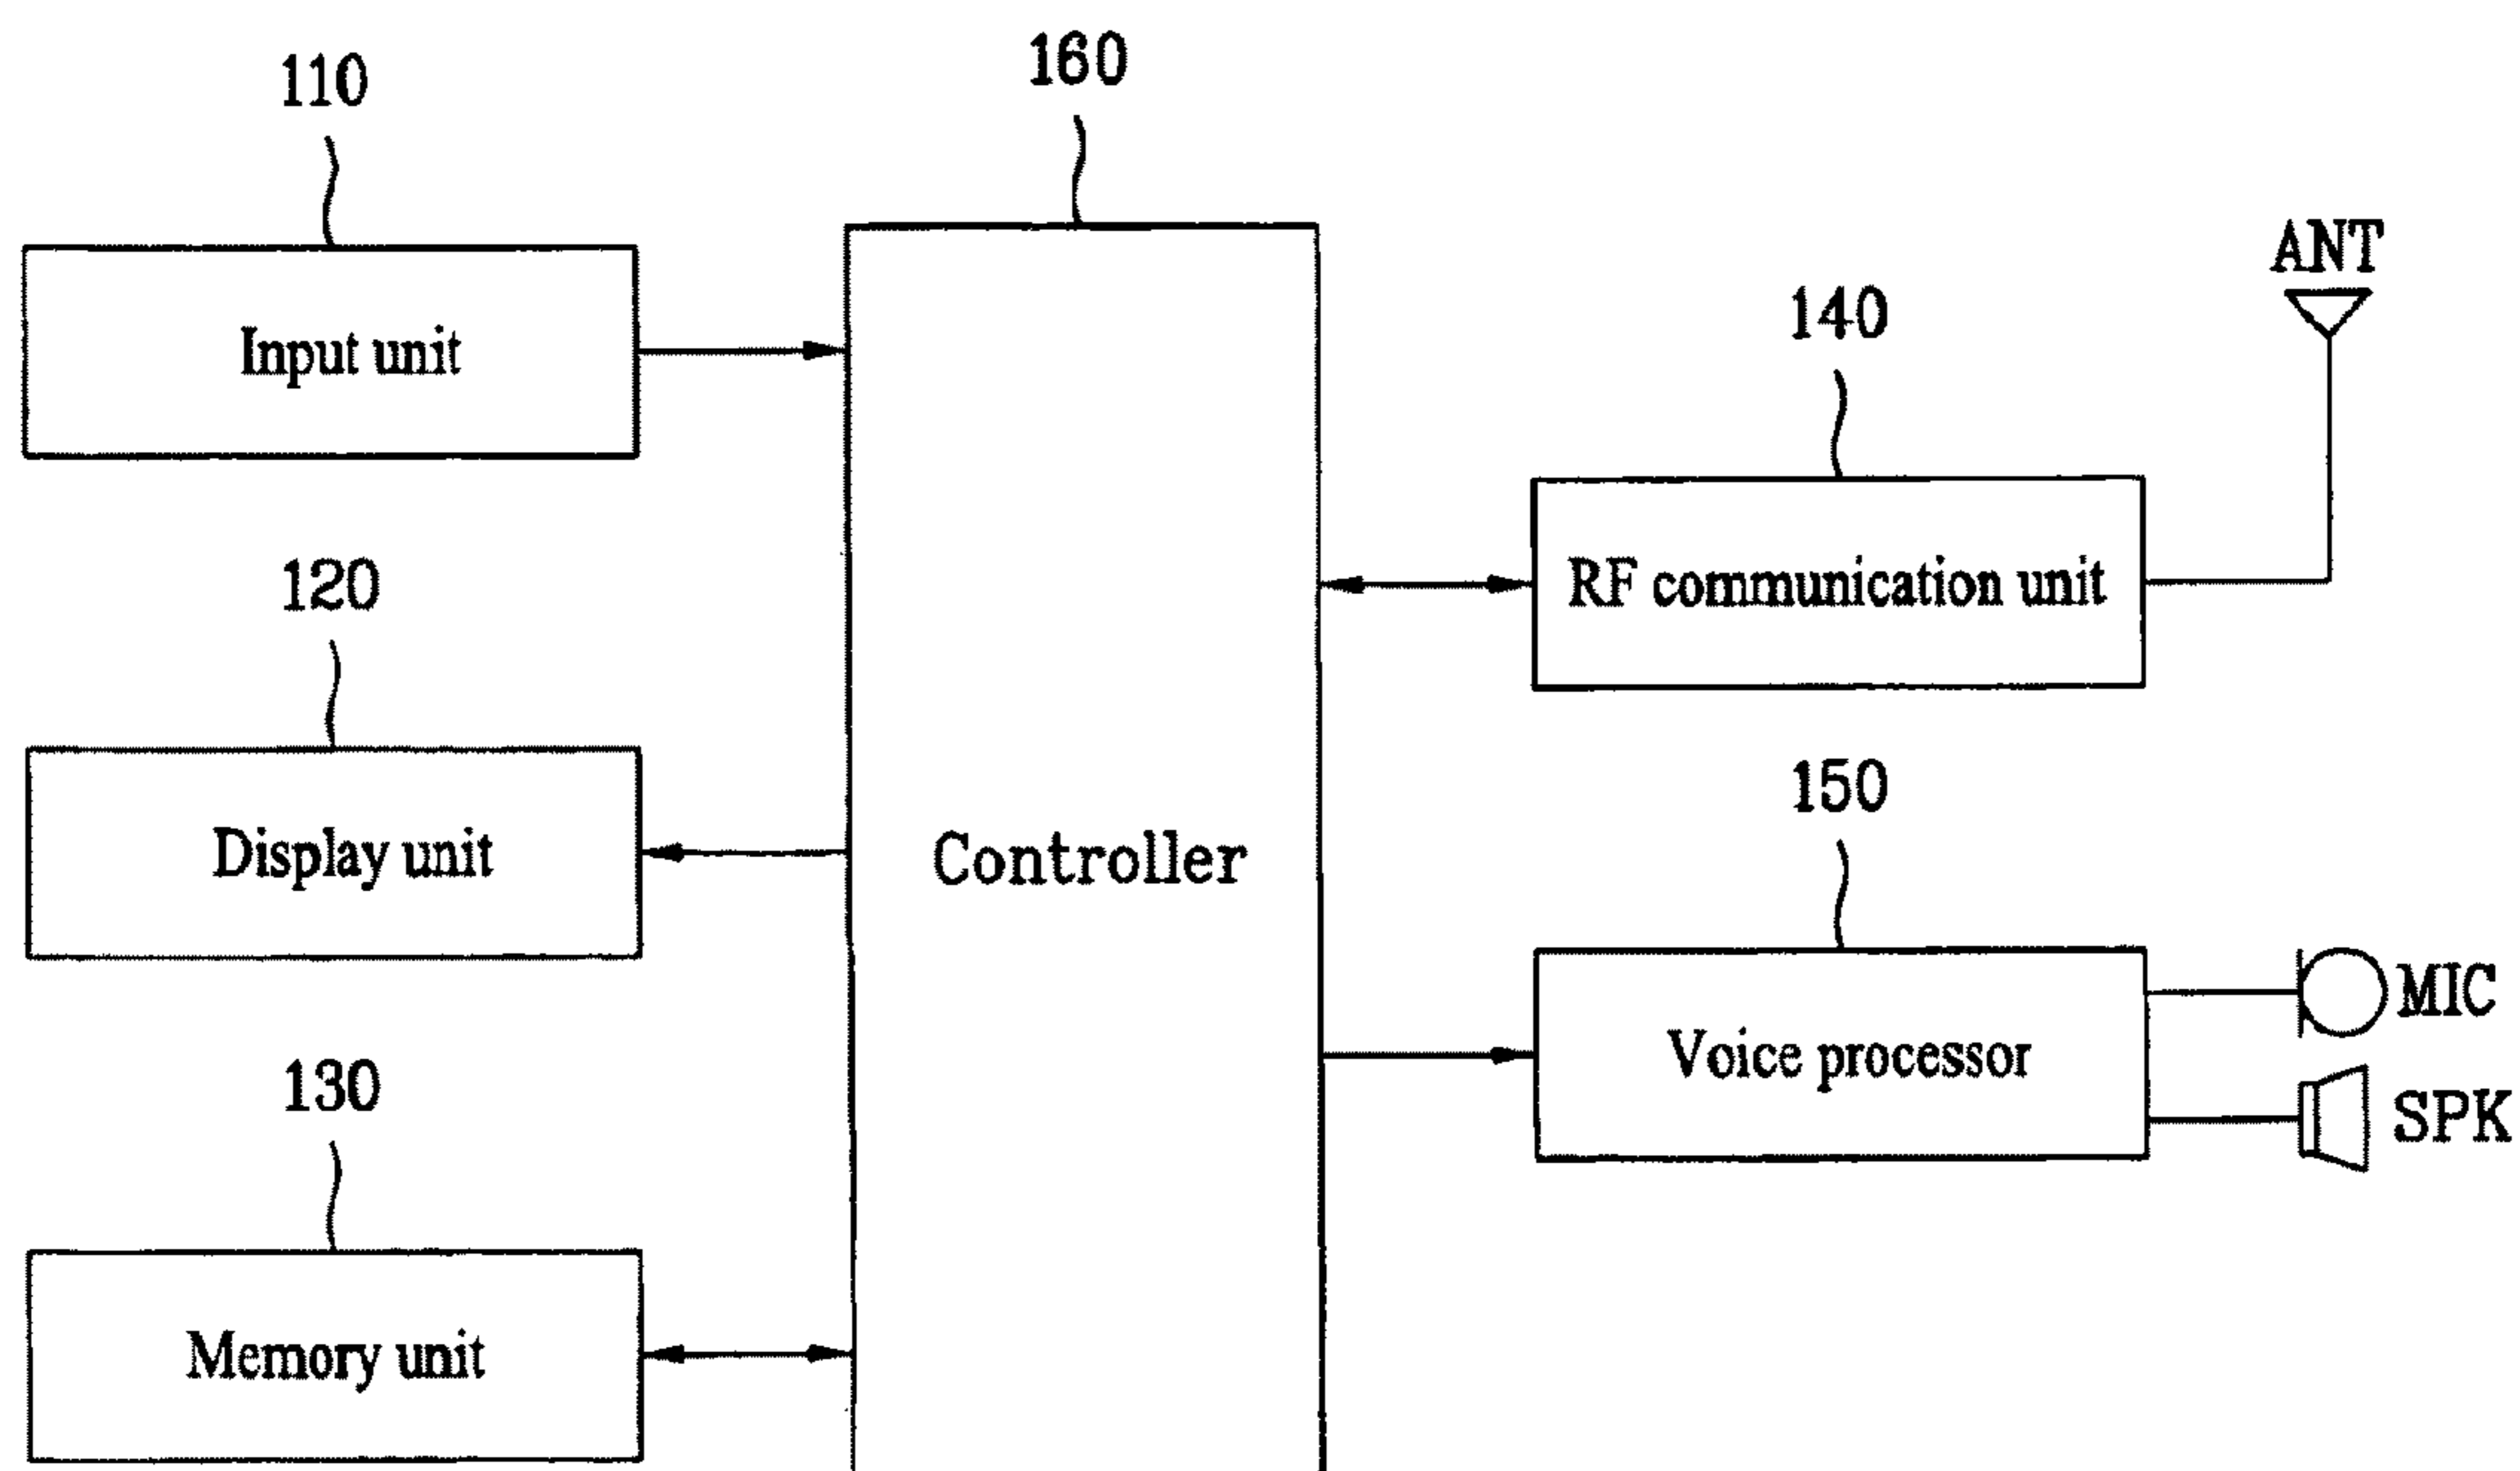 160
110
ANT
140
Input unit
120
RF communication unit
150
Display unit
Controller
MIC
Voice processor
130
SPK
Memory unit